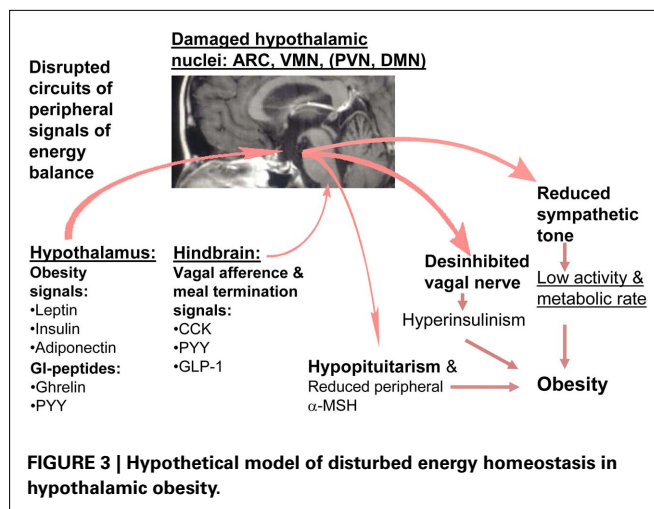 Damaged hypothalamic
nuclei: ARC, VMN, (PVN, DMN)
Disrupted
circuits of
peripheral
signals of
energy
balance
Hypothalamus:
Obesity
signals:
•Leptin
•Insulin
•Adiponectin
GI-peptides:
•Ghrelin
•PYY
Hindbrain:
Vagal afference &
meal termination
signals:
•CCK
•PYY
•GLP-1
Hypopituitarism &
Reduced peripheral
α-MSH
Desinhibited
vagal nerve
Hyperinsulinism
Reduced
sympathetic
tone
Low activity &
metabolic rate
Obesity
FIGURE 3 | Hypothetical model of disturbed energy homeostasis in
hypothalamic obesity.